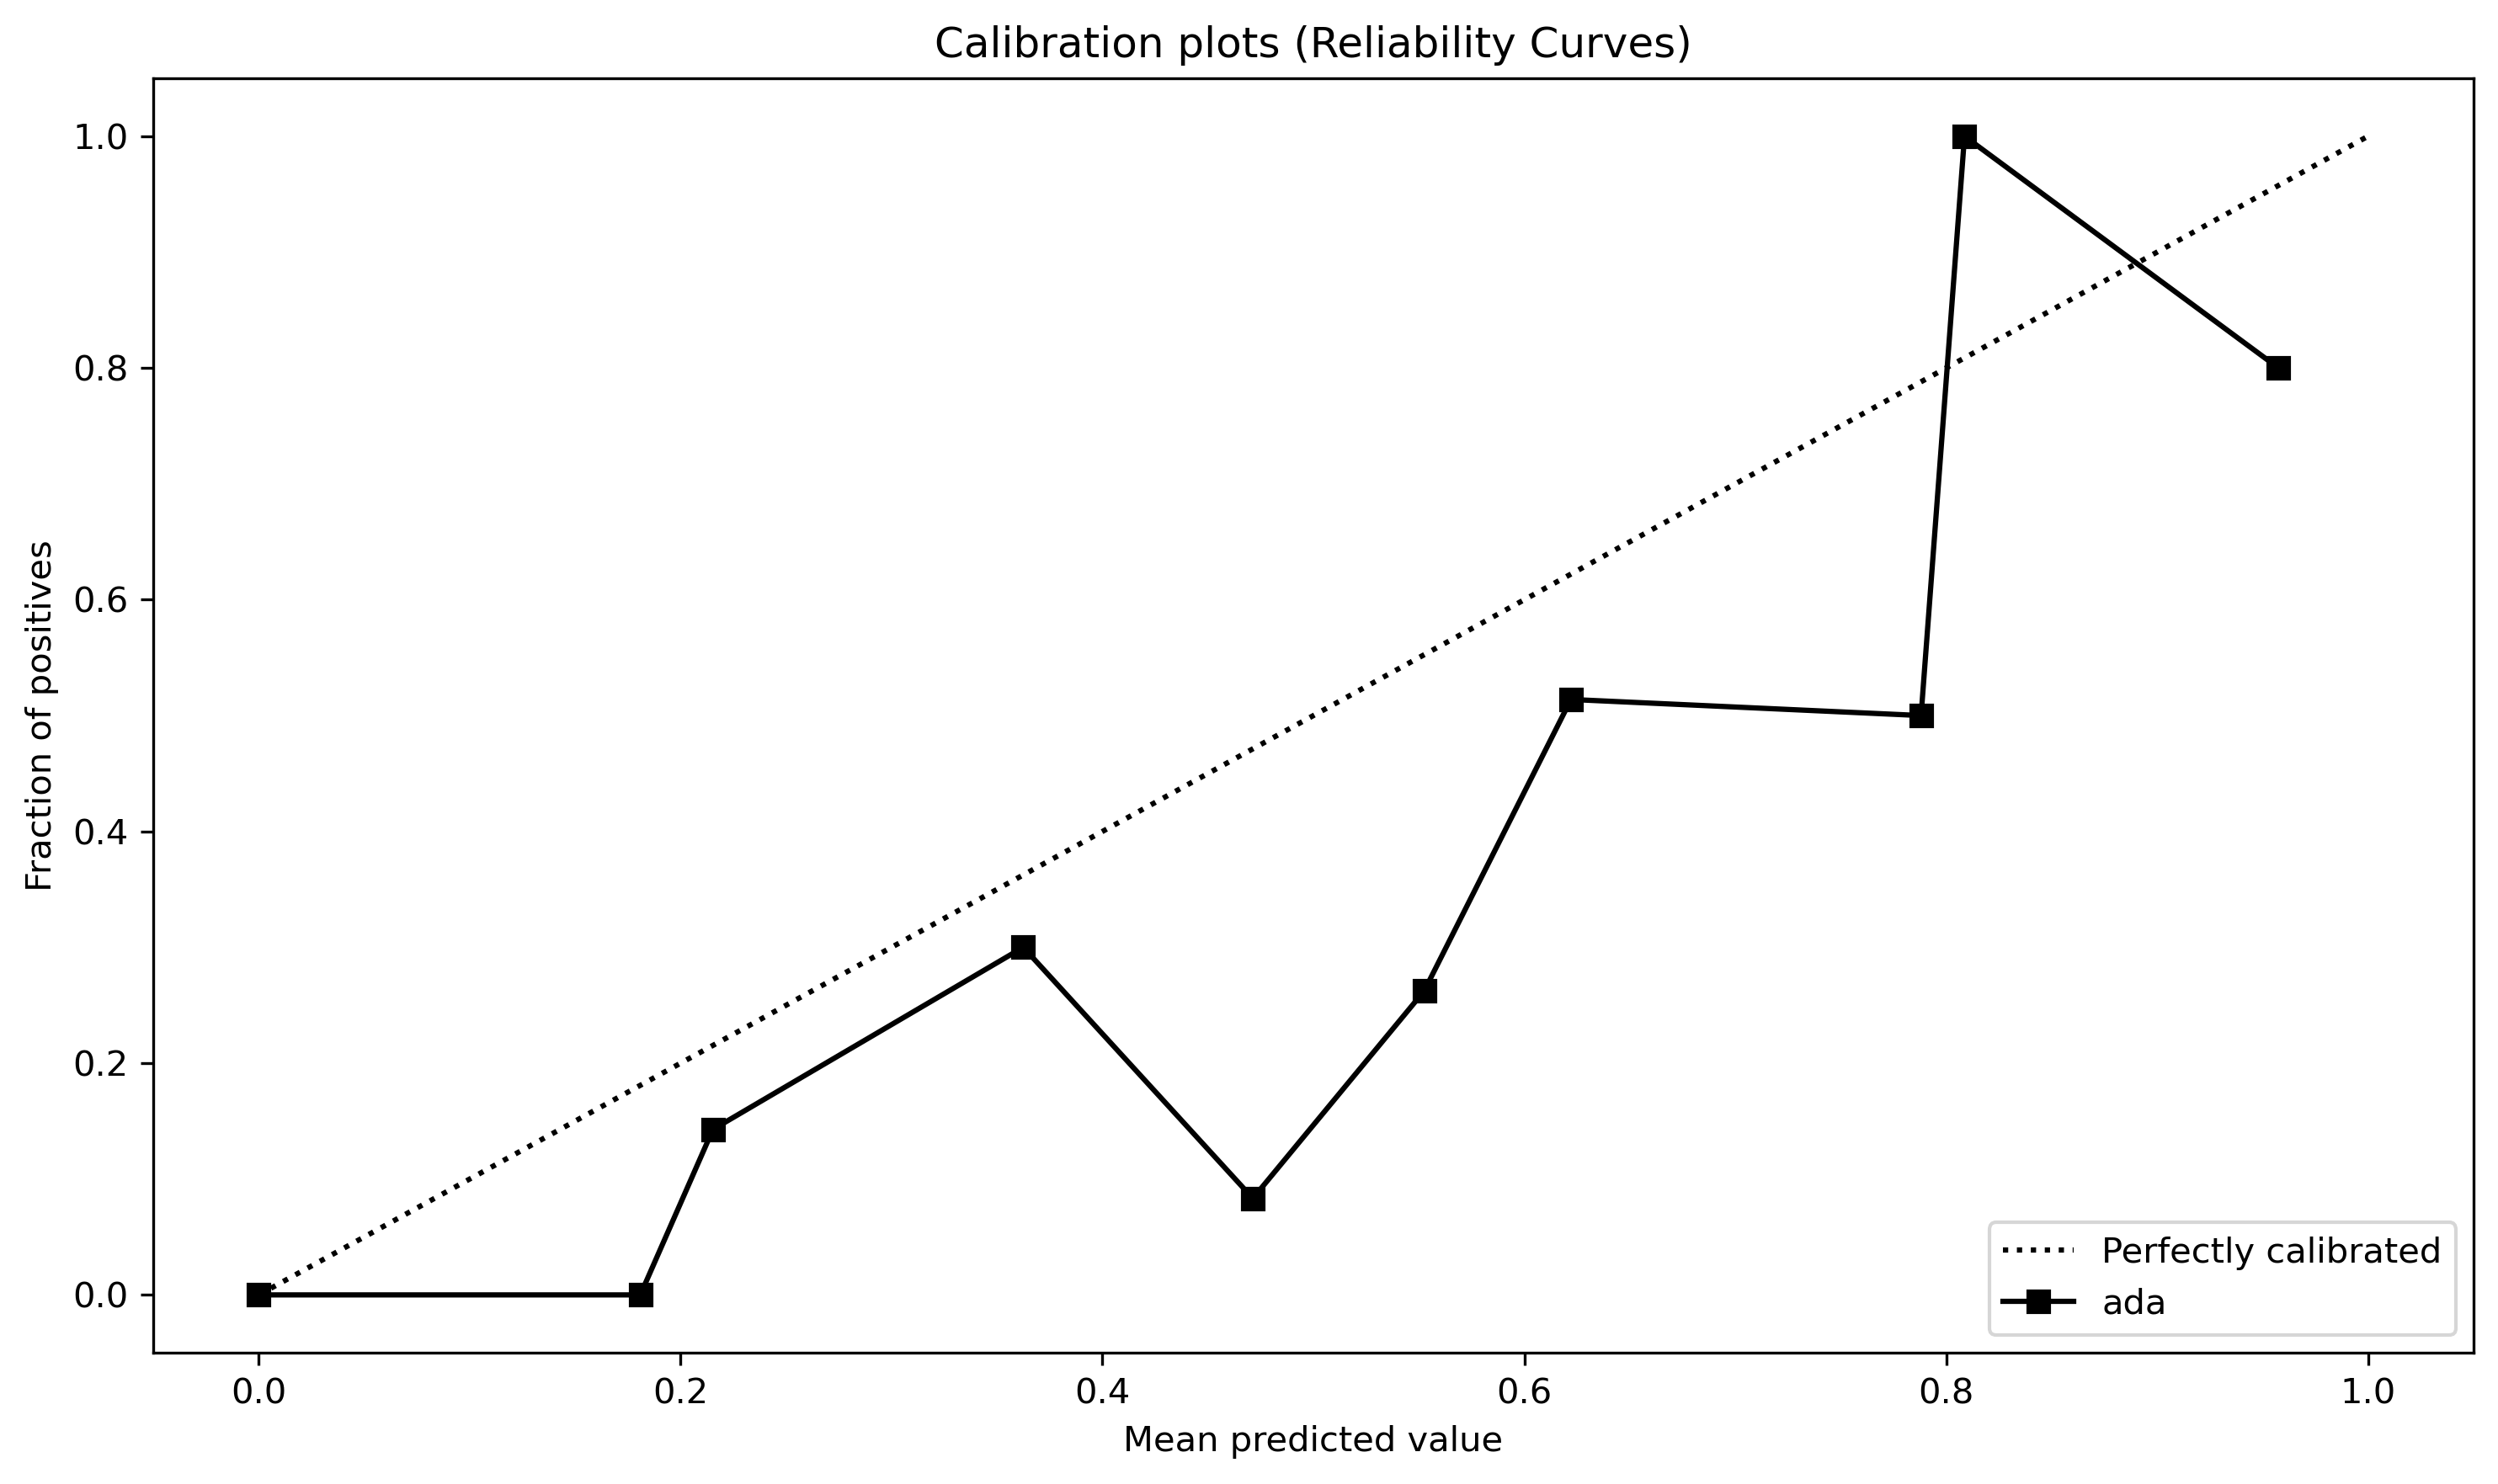 Calibration plots (Reliability Curves)
1.0
0.8
0.6
0.4
0.2
0.0
Fraction of positives
Perfectly calibrated
ada
0.0 0.2 0.4 0.6 0.8 1.0
Mean predicted value